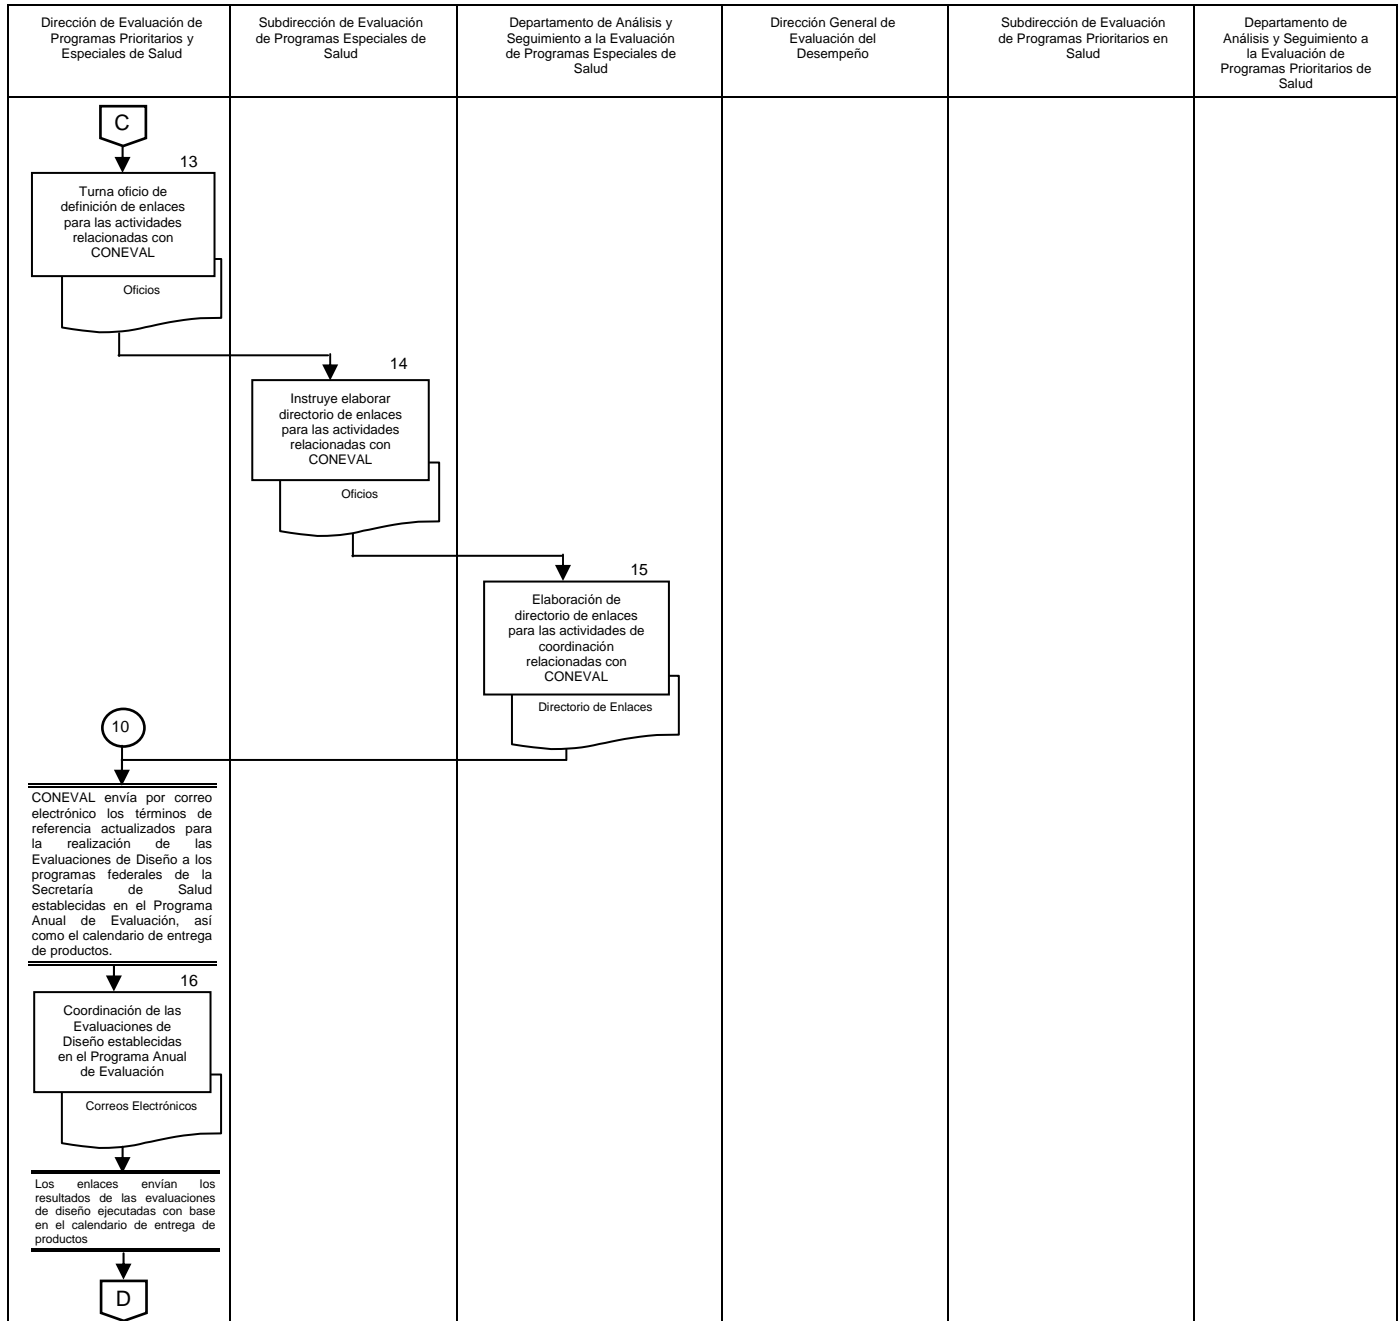 Dirección de Evaluación de
Programas Prioritarios y
Especiales de Salud
Subdirección de Evaluación
de Programas Especiales de
Salud
Departamento de Análisis y
Seguimiento a la Evaluación
de Programas Especiales de
Salud
Dirección General de
Evaluación del
Desempeño
Subdirección de Evaluación
de Programas Prioritarios en
Salud
Departamento de
Análisis y Seguimiento a
la Evaluación de
Programas Prioritarios de
Salud
C
13
Turna oficio de
definición de enlaces
para las actividades
relacionadas con
CONEVAL
Oficios
14
Instruye elaborar
directorio de enlaces
para las actividades
relacionadas con
CONEVAL
Oficios
15
Elaboración de
directorio de enlaces
para las actividades de
coordinación
relacionadas con
CONEVAL
Directorio de Enlaces
10
CONEVAL envía por correo
electrónico los términos de
referencia actualizados para
la realización de las
Evaluaciones de Diseño a los
programas federales de la
Secretaría de Salud
establecidas en el Programa
Anual de Evaluación, así
como el calendario de entrega
de productos.
16
Coordinación de las
Evaluaciones de
Diseño establecidas
en el Programa Anual
de Evaluación
Correos Electrónicos
Los enlaces envían los
resultados de las evaluaciones
de diseño ejecutadas con base
en el calendario de entrega de
productos
D